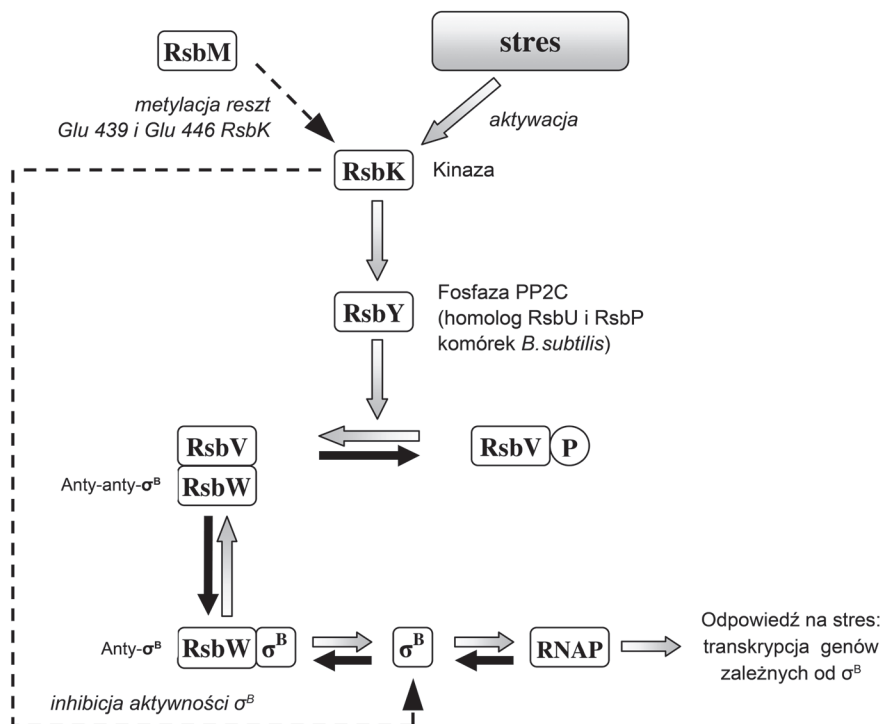 stres
RsbM
metylacja reszt
Glu 439 i Glu 446 RsbK
aktywacja
RsbK
Kinaza
RsbY
Fosfaza PP2C
(homolog RsbU i RsbP
komórek B.subtilis)
RsbV
RsbV P
Anty-anty-σᴮ
RsbW
Anty-σᴮ
RsbW σᴮ
σᴮ
RNAP
Odpowiedź na stres:
transkrypcja genów
zależnych od σᴮ
inhibicja aktywności σᴮ